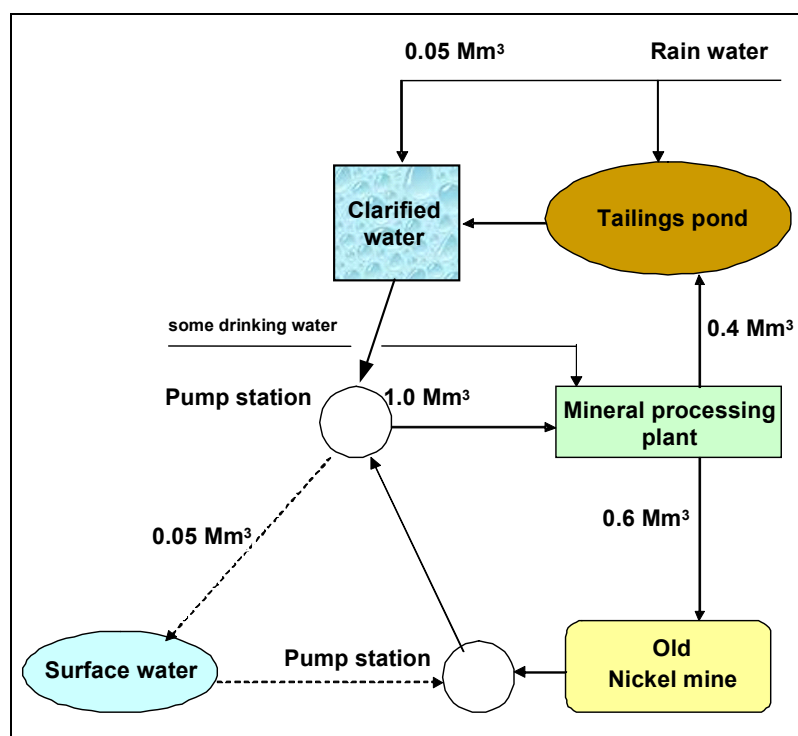 0.05 Mm³
Rain water
Clarified
water
Tailings pond
some drinking water
0.4 Mm³
Pump station
1.0 Mm³
Mineral processing
plant
0.05 Mm³
0.6 Mm³
Surface water
Pump station
Old
Nickel mine